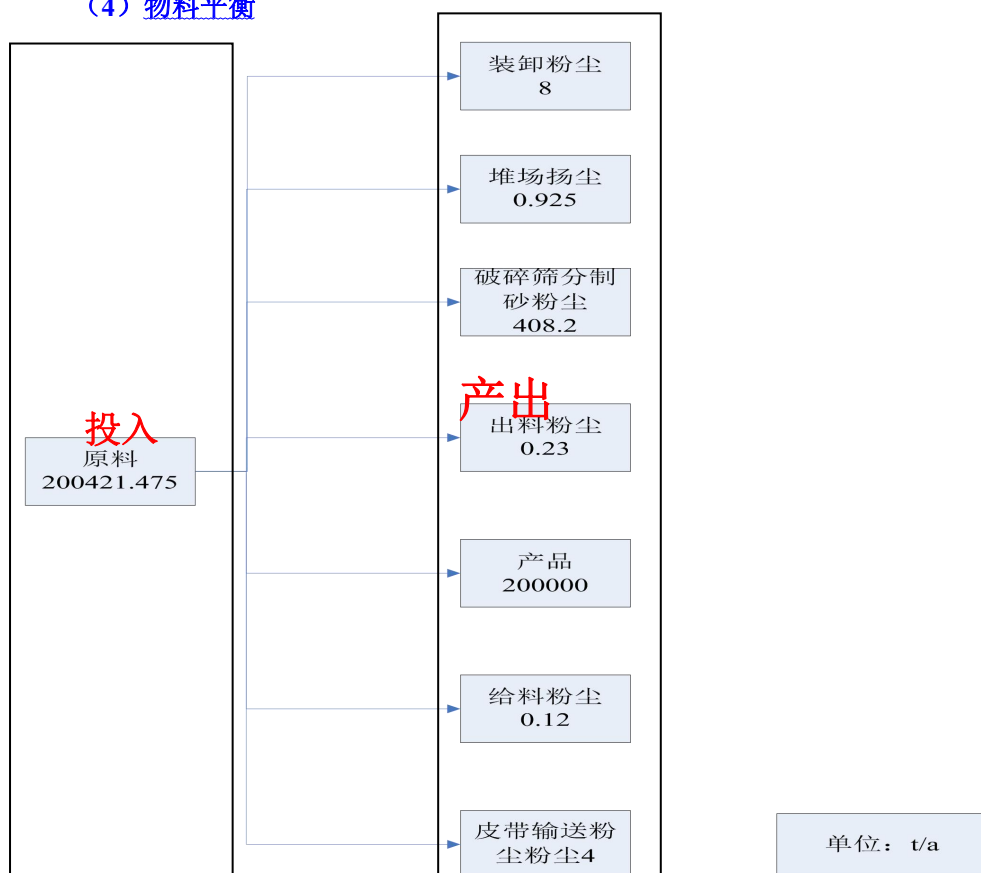 （4）物料平衡
装卸粉尘
8
堆场扬尘
0.925
破碎筛分制
砂粉尘
408.2
产出
出料粉尘
0.23
投入
原料
200421.475
产品
200000
给料粉尘
0.12
皮带输送粉
尘粉尘4
单位：t/a